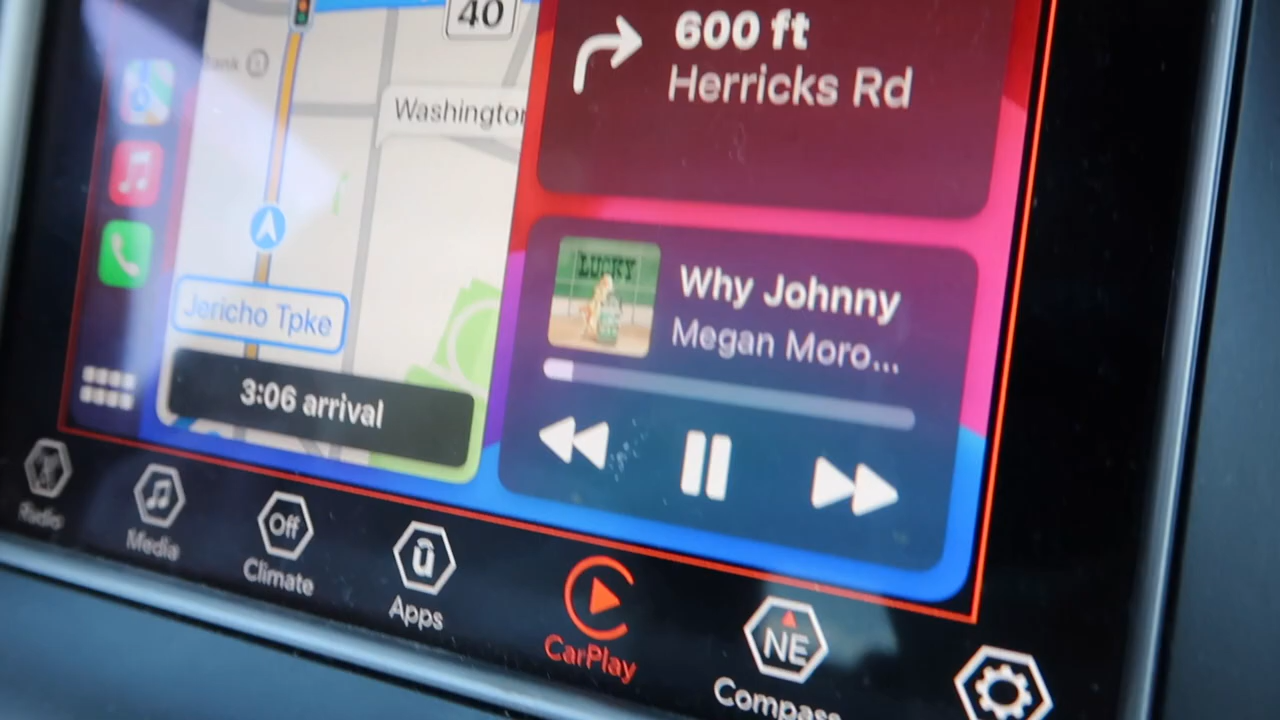 40
600 ft
Herricks Rd
Washington
LUCKY
Why Johnny
Megan Moro...
Jericho Tpke
3:06 arrival
Radio
Media
Off
Climate
û
Apps
CarPlay
NE
Compass